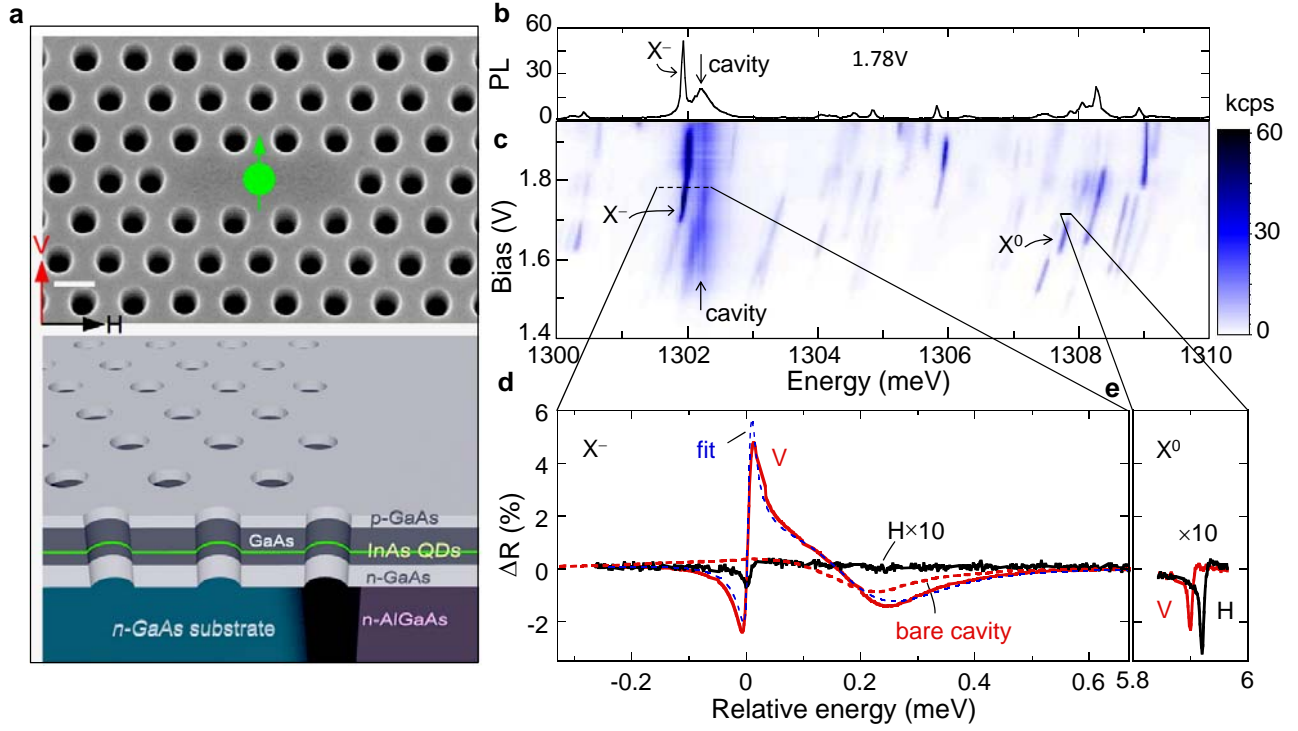 a
V
H
p-GaAs
GaAs
InAs QDs
n-GaAs
n-GaAs substrate
n-AlGaAs
b
60
30
0
PL
X⁻
cavity
1.78V
c
kcps
60
30
0
1.8
1.6
1.4
Bias (V)
X⁻
cavity
X⁰
1300 1302 1304 1306 1308 1310
Energy (meV)
d
6
4
2
0
-2
ΔR (%)
X⁻
fit
V
H×10
bare cavity
-0.2 0 0.2 0.4 0.6
Relative energy (meV)
e
X⁰
×10
V
H
5.8 6